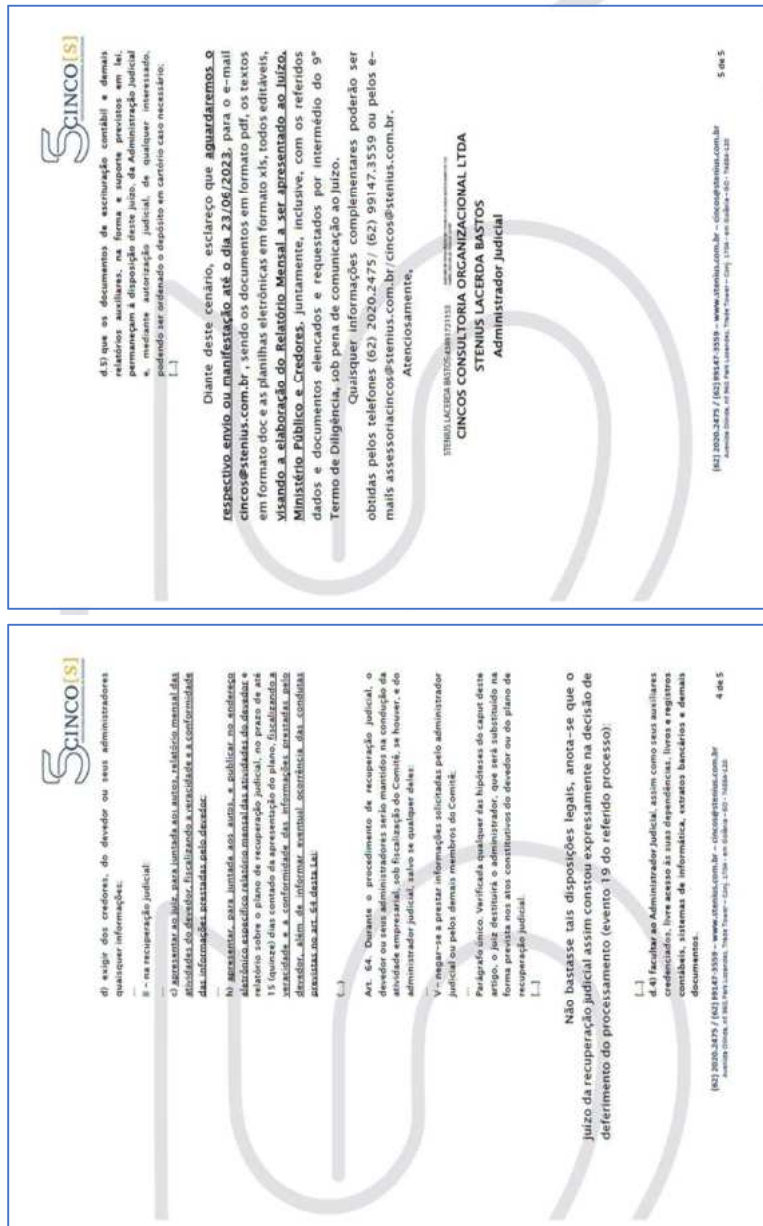 CINCO[S]
d) exigir dos credores, do devedor ou seus administradores
quaisquer informações;
...
II – na recuperação judicial:
...
c) apresentar ao juiz, para juntada aos autos, relatório mensal das
atividades do devedor, fiscalizando a veracidade e a conformidade
das informações prestadas pelo devedor;
...
h) apresentar, para juntada aos autos, e publicar no endereço
eletrônico específico relatório mensal das atividades do devedor e
relatório sobre o plano de recuperação judicial, no prazo de até
15 (quinze) dias contado da apresentação do plano, fiscalizando a
veracidade e a conformidade das informações prestadas pelo
devedor, além de informar eventual ocorrência das condutas
previstas no art. 64 desta Lei;
(...)
Art. 64. Durante o procedimento de recuperação judicial, o
devedor ou seus administradores serão mantidos na condução da
atividade empresarial, sob fiscalização do Comitê, se houver, e do
administrador judicial, salvo se qualquer deles:
...
V – negar-se a prestar informações solicitadas pelo administrador
judicial ou pelos demais membros do Comitê;
...
Parágrafo único. Verificada qualquer das hipóteses do caput deste
artigo, o juiz destituirá o administrador, que será substituído na
forma prevista nos atos constitutivos do devedor ou do plano de
recuperação judicial.
[...]
Não bastasse tais disposições legais, anota-se que o
juízo da recuperação judicial assim constou expressamente na decisão de
deferimento do processamento (evento 19 do referido processo):
[...]
d.4) facultar ao Administrador Judicial, assim como seus auxiliares
credenciados, livre acesso às suas dependências, livros e registros
contábeis, sistemas de informática, extratos bancários e demais
documentos.
(62) 2020.2475 / (62) 99147-3559 – www.stenius.com.br – cincos@stenius.com.br
4 de 5
CINCO[S]
d.5) que os documentos de escrituração contábil e demais
relatórios auxiliares, na forma e suporte previstos em lei,
permaneçam à disposição deste juízo, da Administração Judicial
e, mediante autorização judicial, de qualquer interessado,
podendo ser ordenado o depósito em cartório caso necessário;
[...]
Diante deste cenário, esclareço que aguardaremos o
respectivo envio ou manifestação até o dia 23/06/2023, para o e-mail
cincos@stenius.com.br , sendo os documentos em formato pdf, os textos
em formato doc e as planilhas eletrônicas em formato xls, todos editáveis,
visando a elaboração do Relatório Mensal a ser apresentado ao Juízo,
Ministério Público e Credores, juntamente, inclusive, com os referidos
dados e documentos elencados e requestados por intermédio do 9º
Termo de Diligência, sob pena de comunicação ao Juízo.
Quaisquer informações complementares poderão ser
obtidas pelos telefones (62) 2020.2475/ (62) 99147.3559 ou pelos e-
mails assessoriacincos@stenius.com.br/cincos@stenius.com.br.
Atenciosamente,
STENIUS LACERDA BASTOS
CINCOS CONSULTORIA ORGANIZACIONAL LTDA
STENIUS LACERDA BASTOS
Administrador Judicial
(62) 2020.2475 / (62) 99147-3559 – www.stenius.com.br – cincos@stenius.com.br
5 de 5